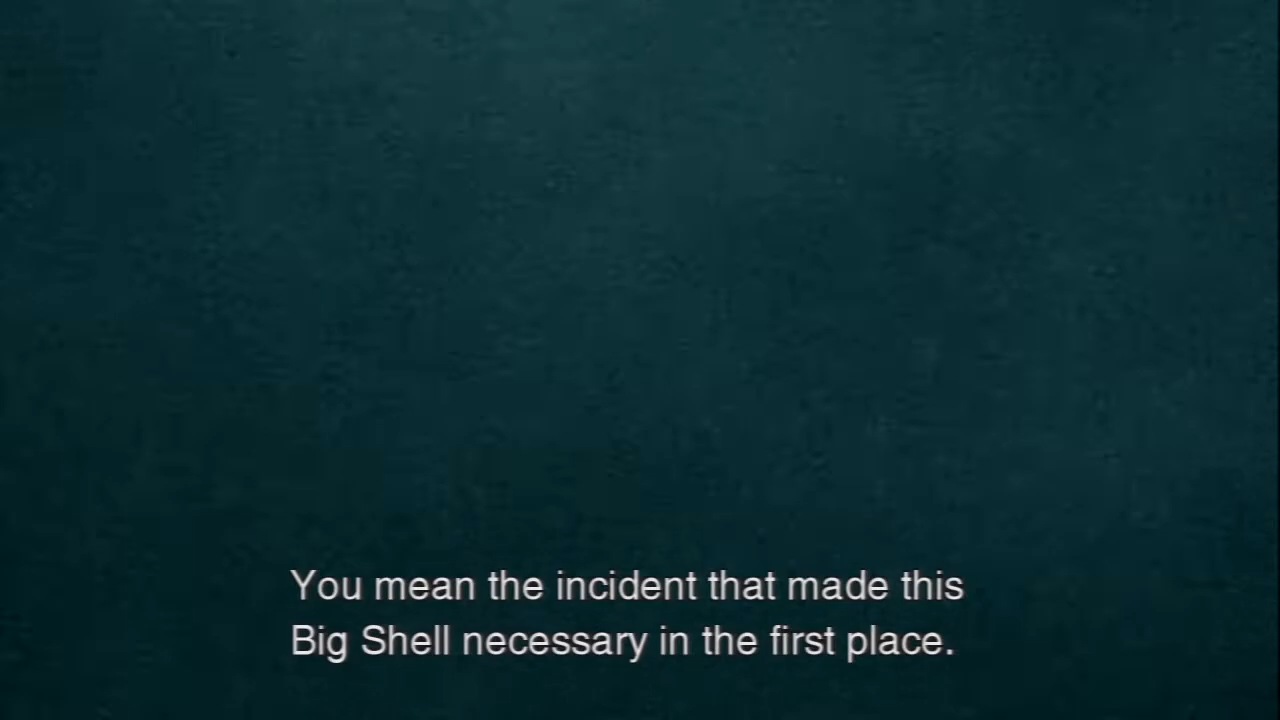 You mean the incident that made this
Big Shell necessary in the first place.